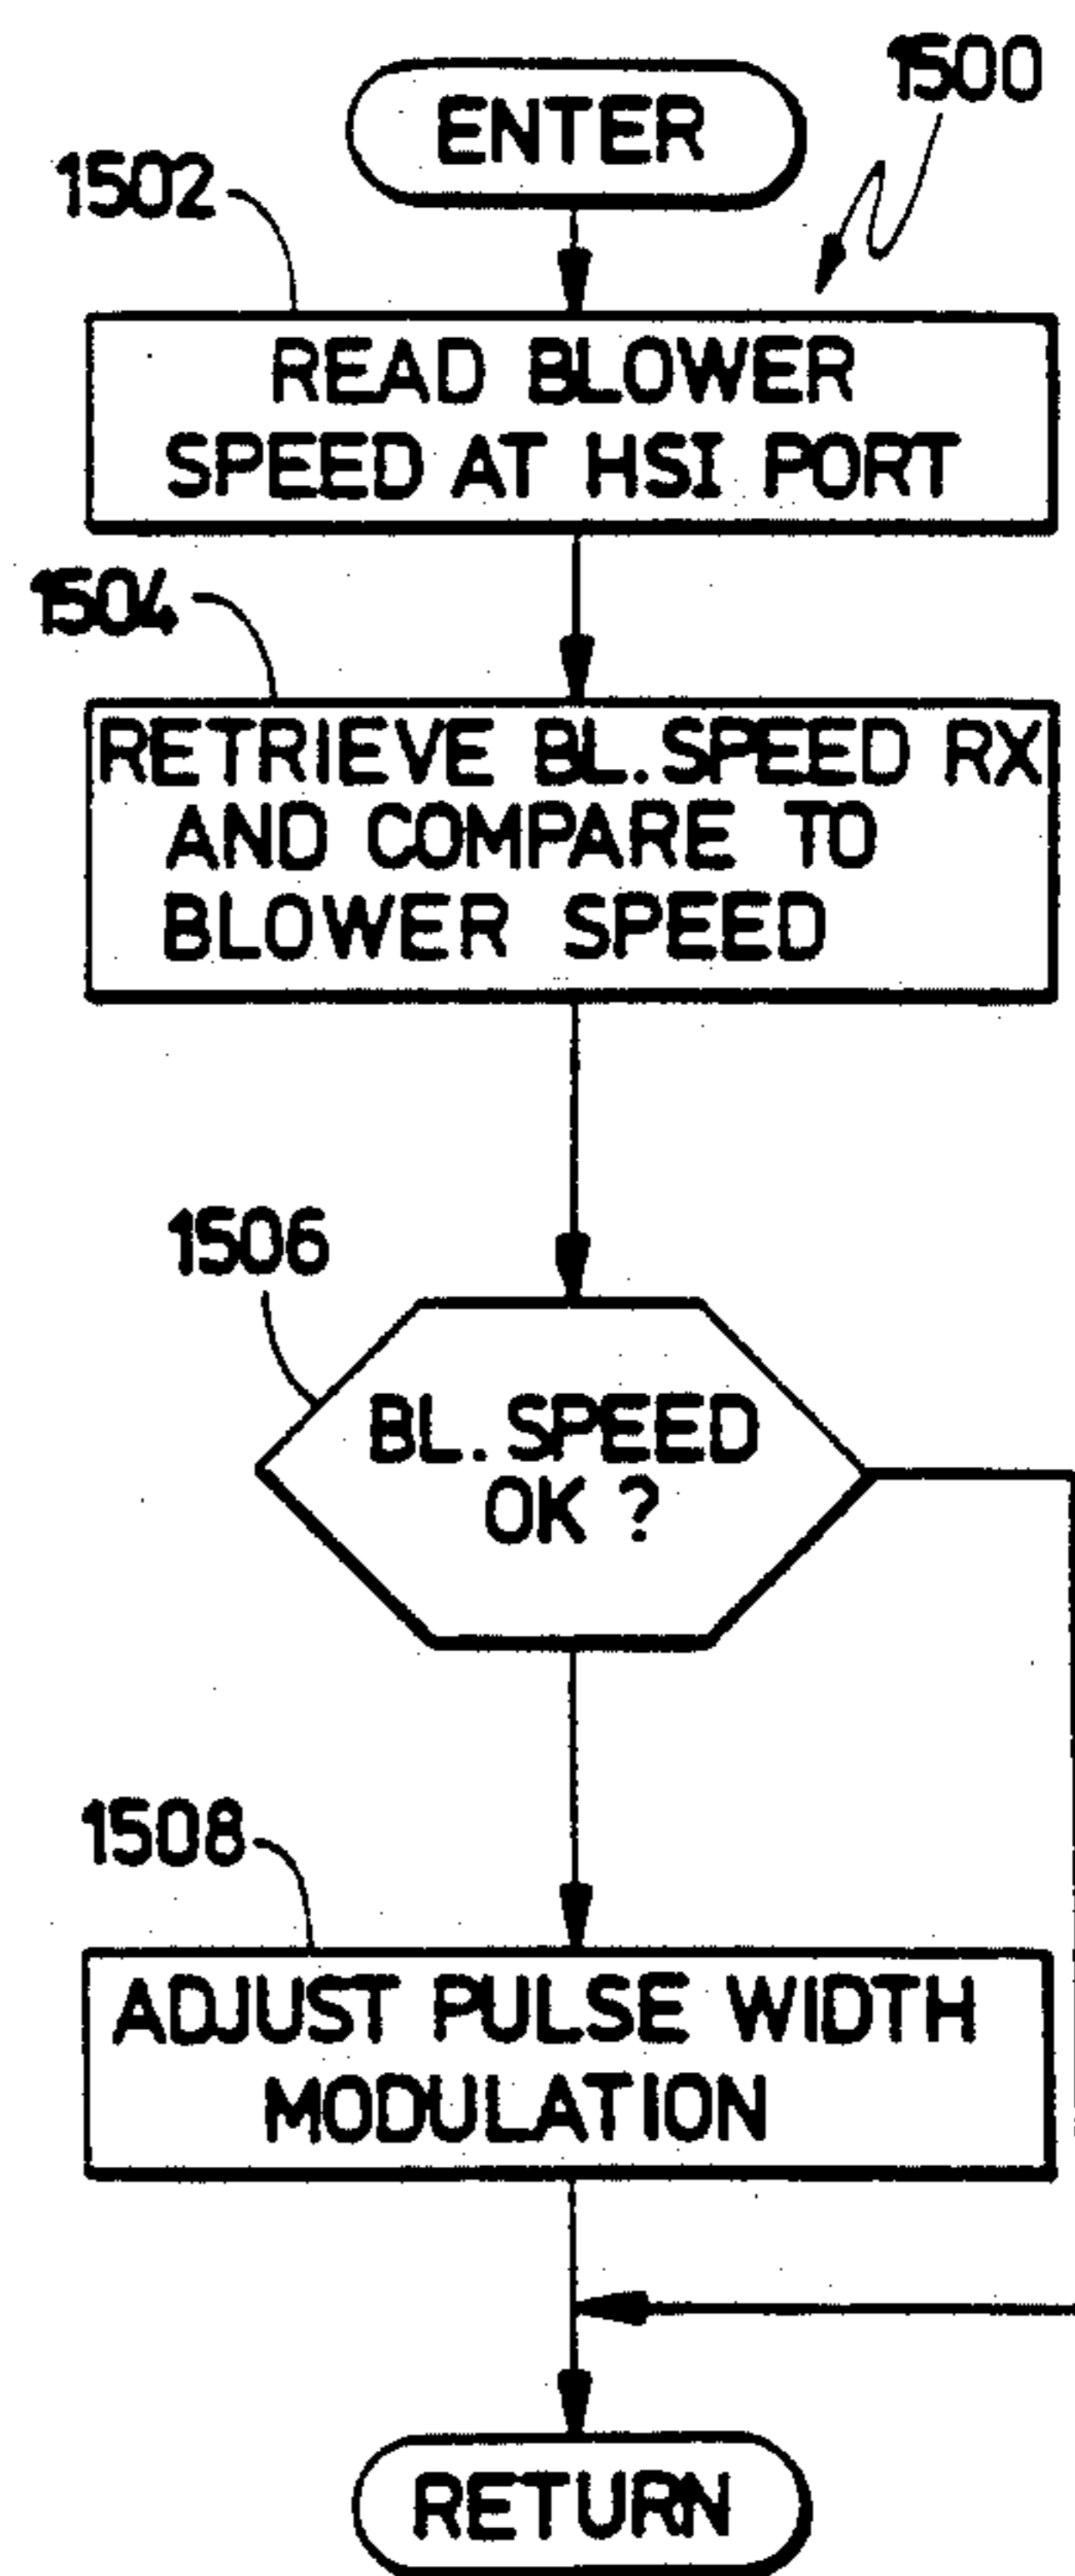 1500
ENTER
1502
READ BLOWER
SPEED AT HSI PORT
1504
RETRIEVE BL.SPEED RX
AND COMPARE TO
BLOWER SPEED
1506
BL.SPEED
OK ?
1508
ADJUST PULSE WIDTH
MODULATION
RETURN